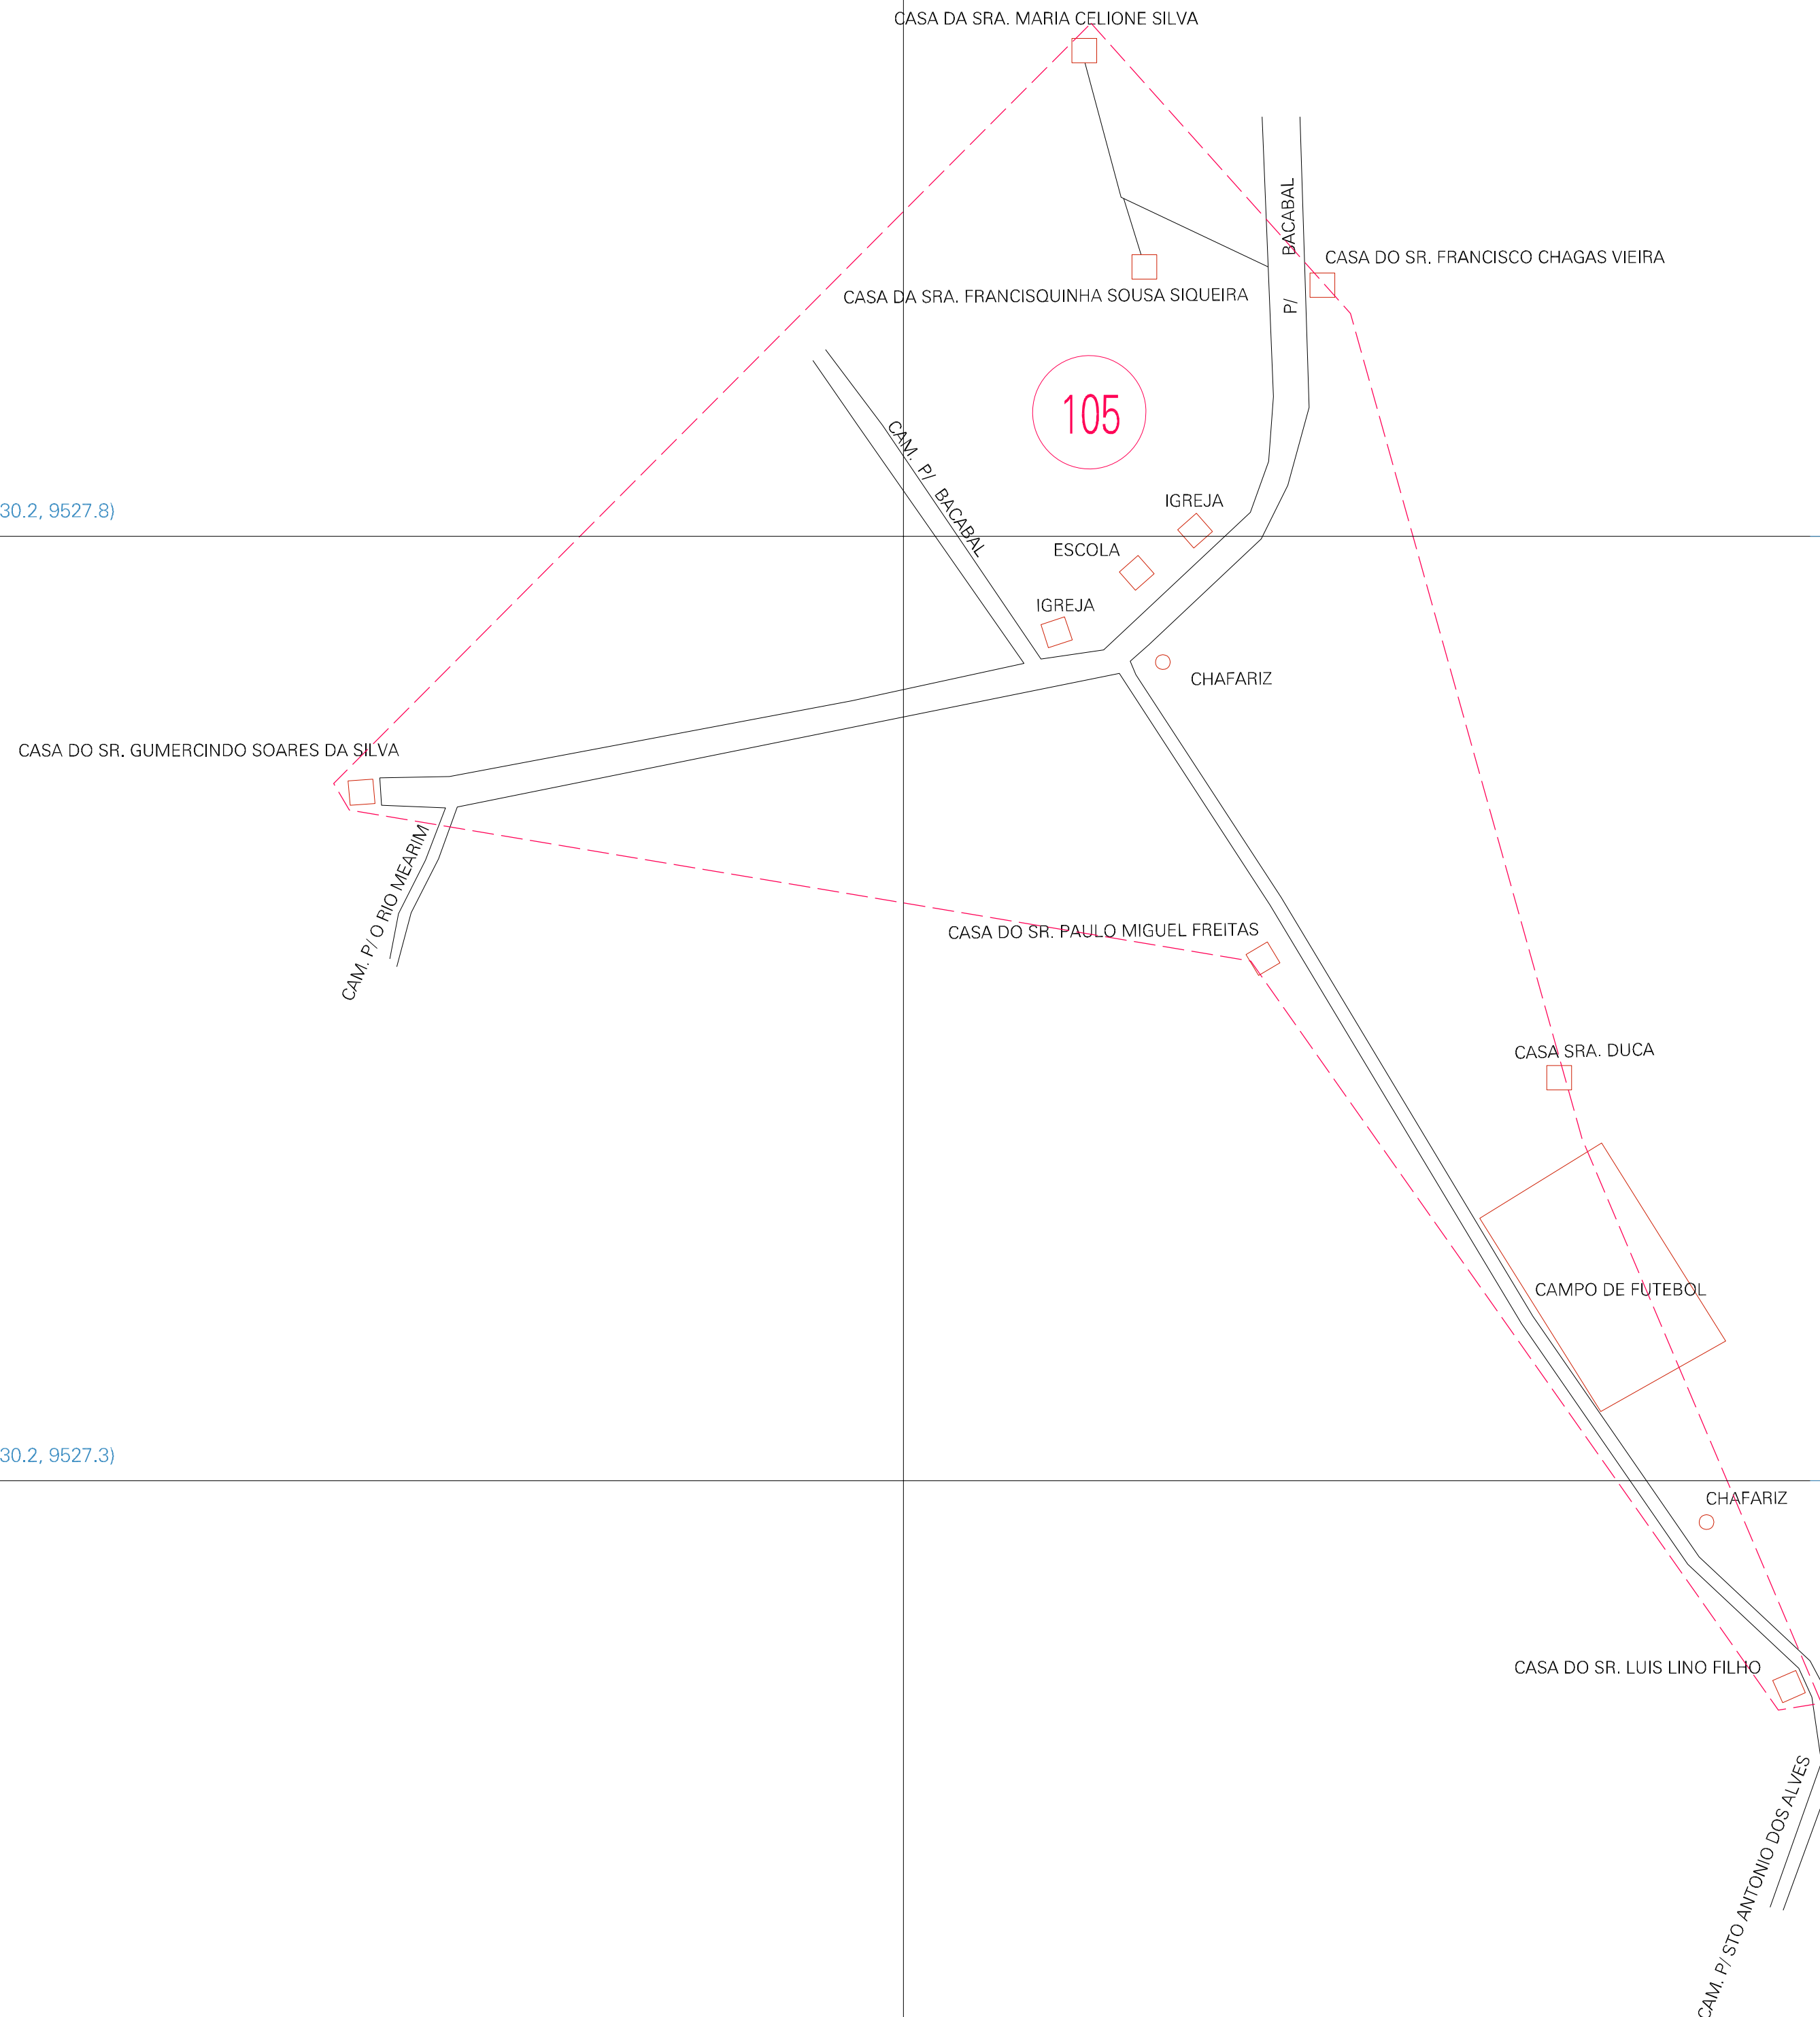 CASA DA SRA. MARIA CELIONE SILVA
P/ BACABAL
CASA DO SR. FRANCISCO CHAGAS VIEIRA
CASA DA SRA. FRANCISQUINHA SOUSA SIQUEIRA
105
CAM. P/ BACABAL
IGREJA
30.2, 9527.8)
ESCOLA
IGREJA
CHAFARIZ
CASA DO SR. GUMERCINDO SOARES DA SILVA
CAM. P/ O RIO MEARIM
CASA DO SR. PAULO MIGUEL FREITAS
CASA SRA. DUCA
CAMPO DE FUTEBOL
30.2, 9527.3)
CHAFARIZ
CASA DO SR. LUIS LINO FILHO
CAM. P/ STO ANTONIO DOS ALVES